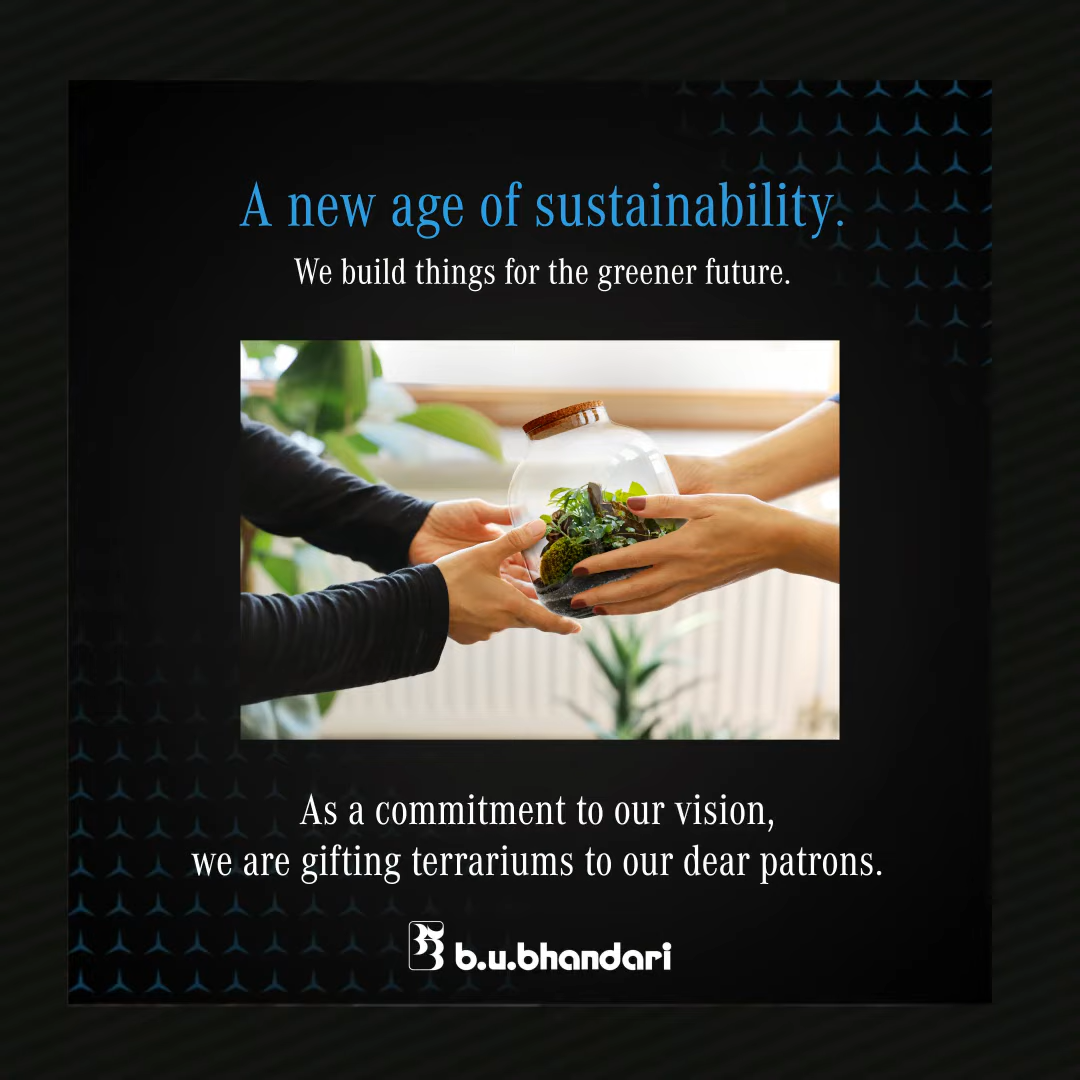 A new age of sustainability.
We build things for the greener future.
As a commitment to our vision,
we are gifting terrariums to our dear patrons.
b.u.bhandari